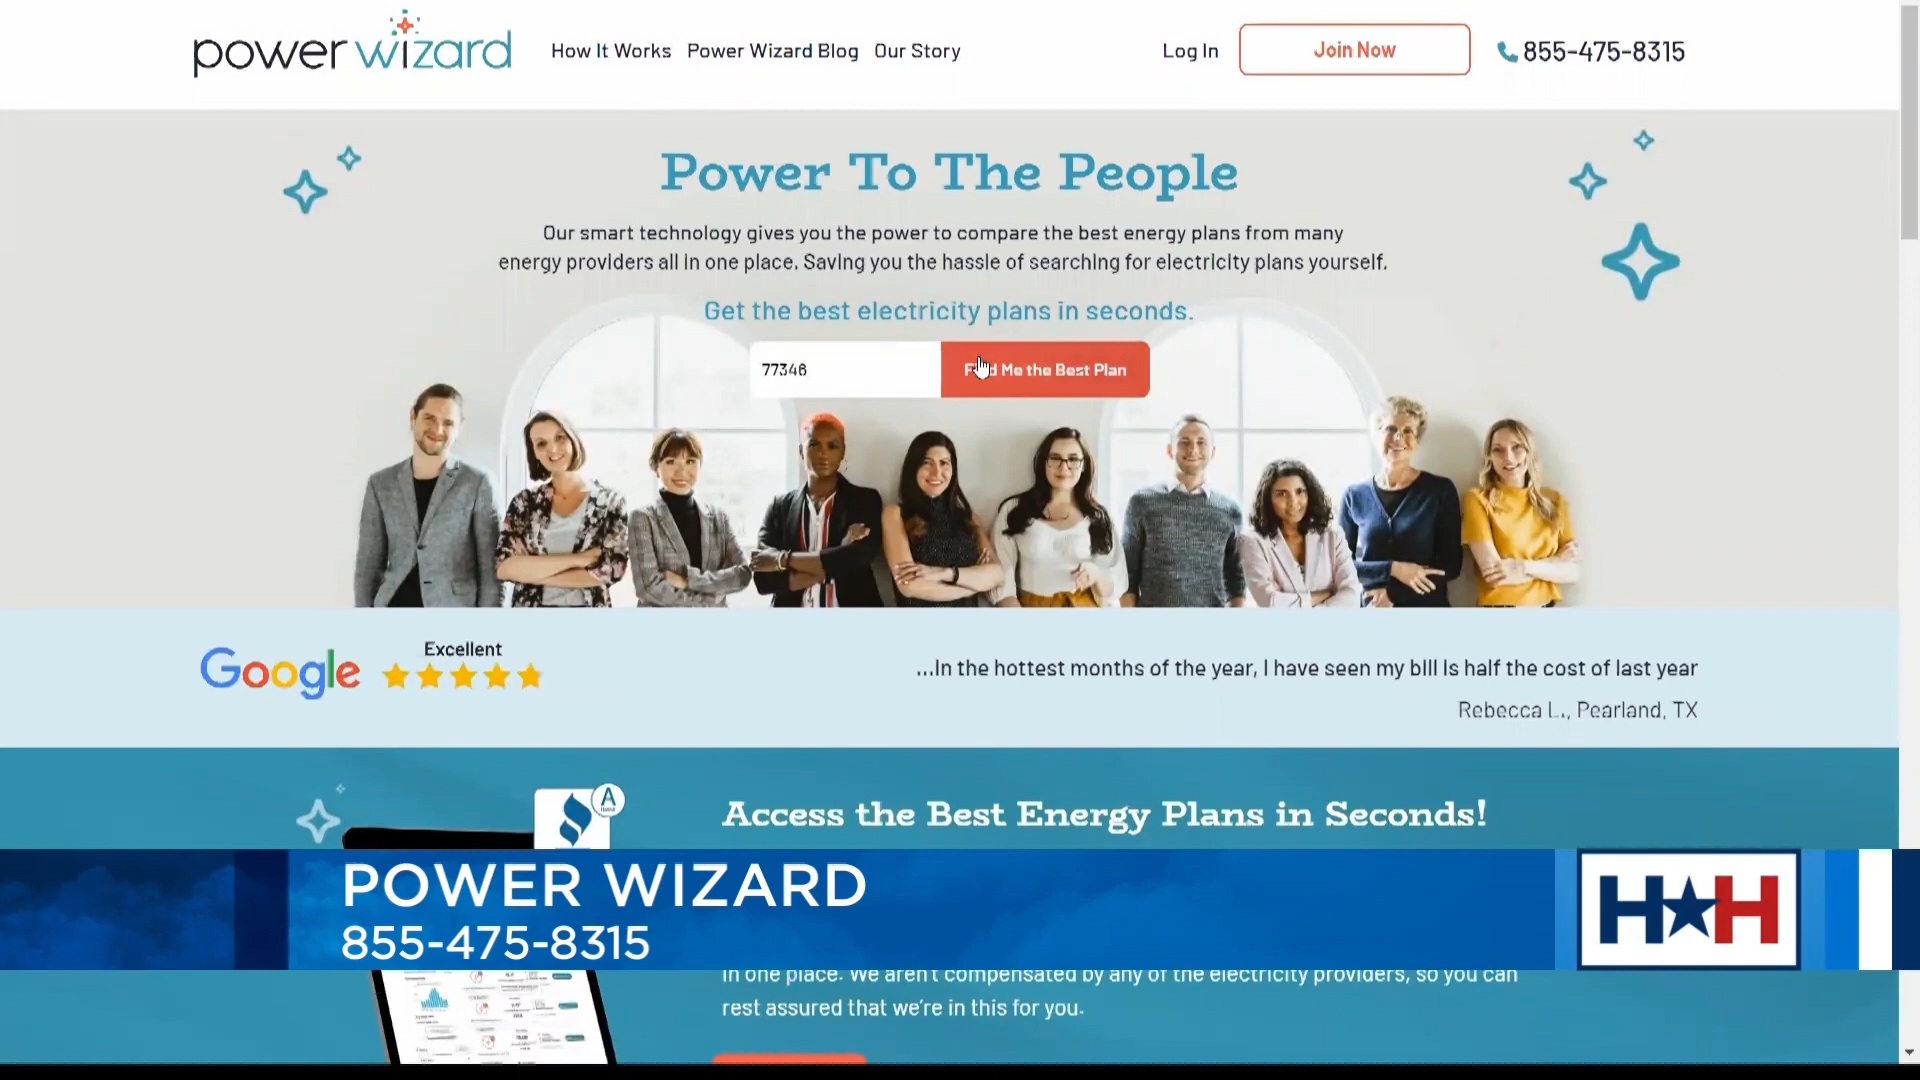 powerwizard
How It Works
Power Wizard Blog
Our Story
Log In
Join Now
855-475-8315
Power To The People
Our smart technology gives you the power to compare the best energy plans from many
energy providers all in one place. Saving you the hassle of searching for electricity plans yourself.
Get the best electricity plans in seconds.
77346
Me the Best Plan
Google
Excellent
...In the hottest months of the year, I have seen my bill is half the cost of last year
Rebecca L., Pearland, TX
A
Access the Best Energy Plans in Seconds!
POWER WIZARD
855-475-8315
H★H
in one place. We aren't compensated by any of the electricity providers, so you can
rest assured that we're in this for you.